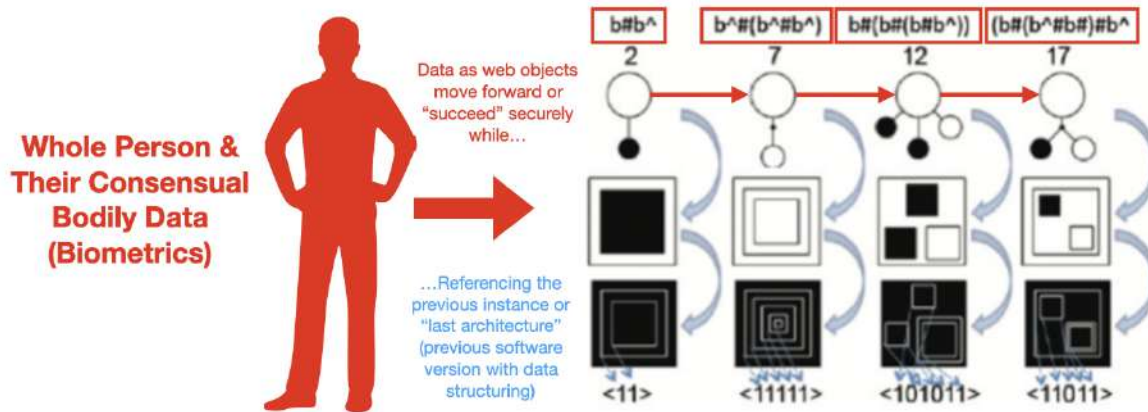 Whole Person &
Their Consensual
Bodily Data
(Biometrics)
Data as web objects
move forward or
“succeed” securely
while…
…Referencing the
previous instance or
“last architecture”
(previous software
version with data
structuring)
b#b^ b^#(b^#b^) b#(b#(b#b^)) (b#(b^#b#)#b^
2 7 12 17
<11> <11111> <101011> <11011>